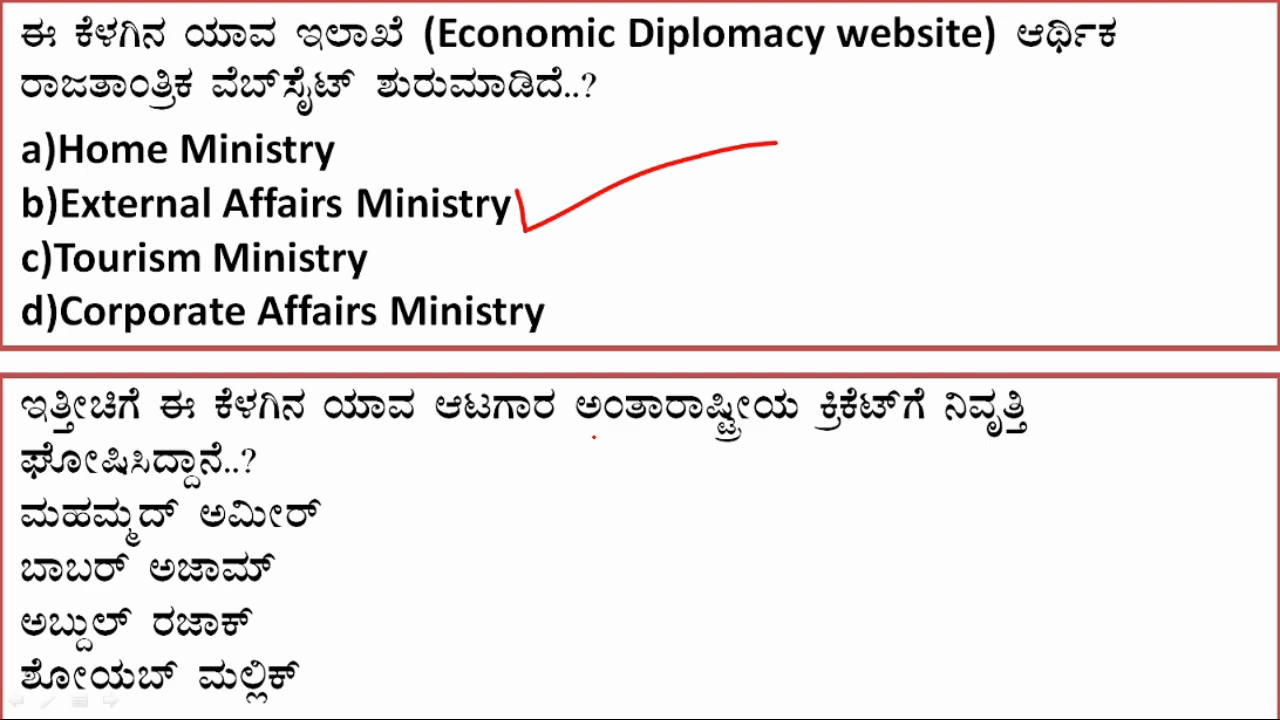 ಈ ಕೆಳಗಿನ ಯಾವ ಇಲಾಖೆ (Economic Diplomacy website) ಆರ್ಥಿಕ
ರಾಜತಾಂತ್ರಿಕ ವೆಬ್‌ಸೈಟ್ ಶುರುಮಾಡಿದೆ..?
a)Home Ministry
b)External Affairs Ministry
c)Tourism Ministry
d)Corporate Affairs Ministry
ಇತ್ತೀಚಿಗೆ ಈ ಕೆಳಗಿನ ಯಾವ ಆಟಗಾರ ಅಂತಾರಾಷ್ಟ್ರೀಯ ಕ್ರಿಕೆಟ್‌ಗೆ ನಿವೃತ್ತಿ
ಘೋಷಿಸಿದ್ದಾನೆ..?
ಮಹಮ್ಮದ್ ಅಮೀರ್
ಬಾಬರ್ ಅಜಾಮ್
ಅಬ್ದುಲ್ ರಜಾಕ್
ಶೋಯಬ್ ಮಲ್ಲಿಕ್